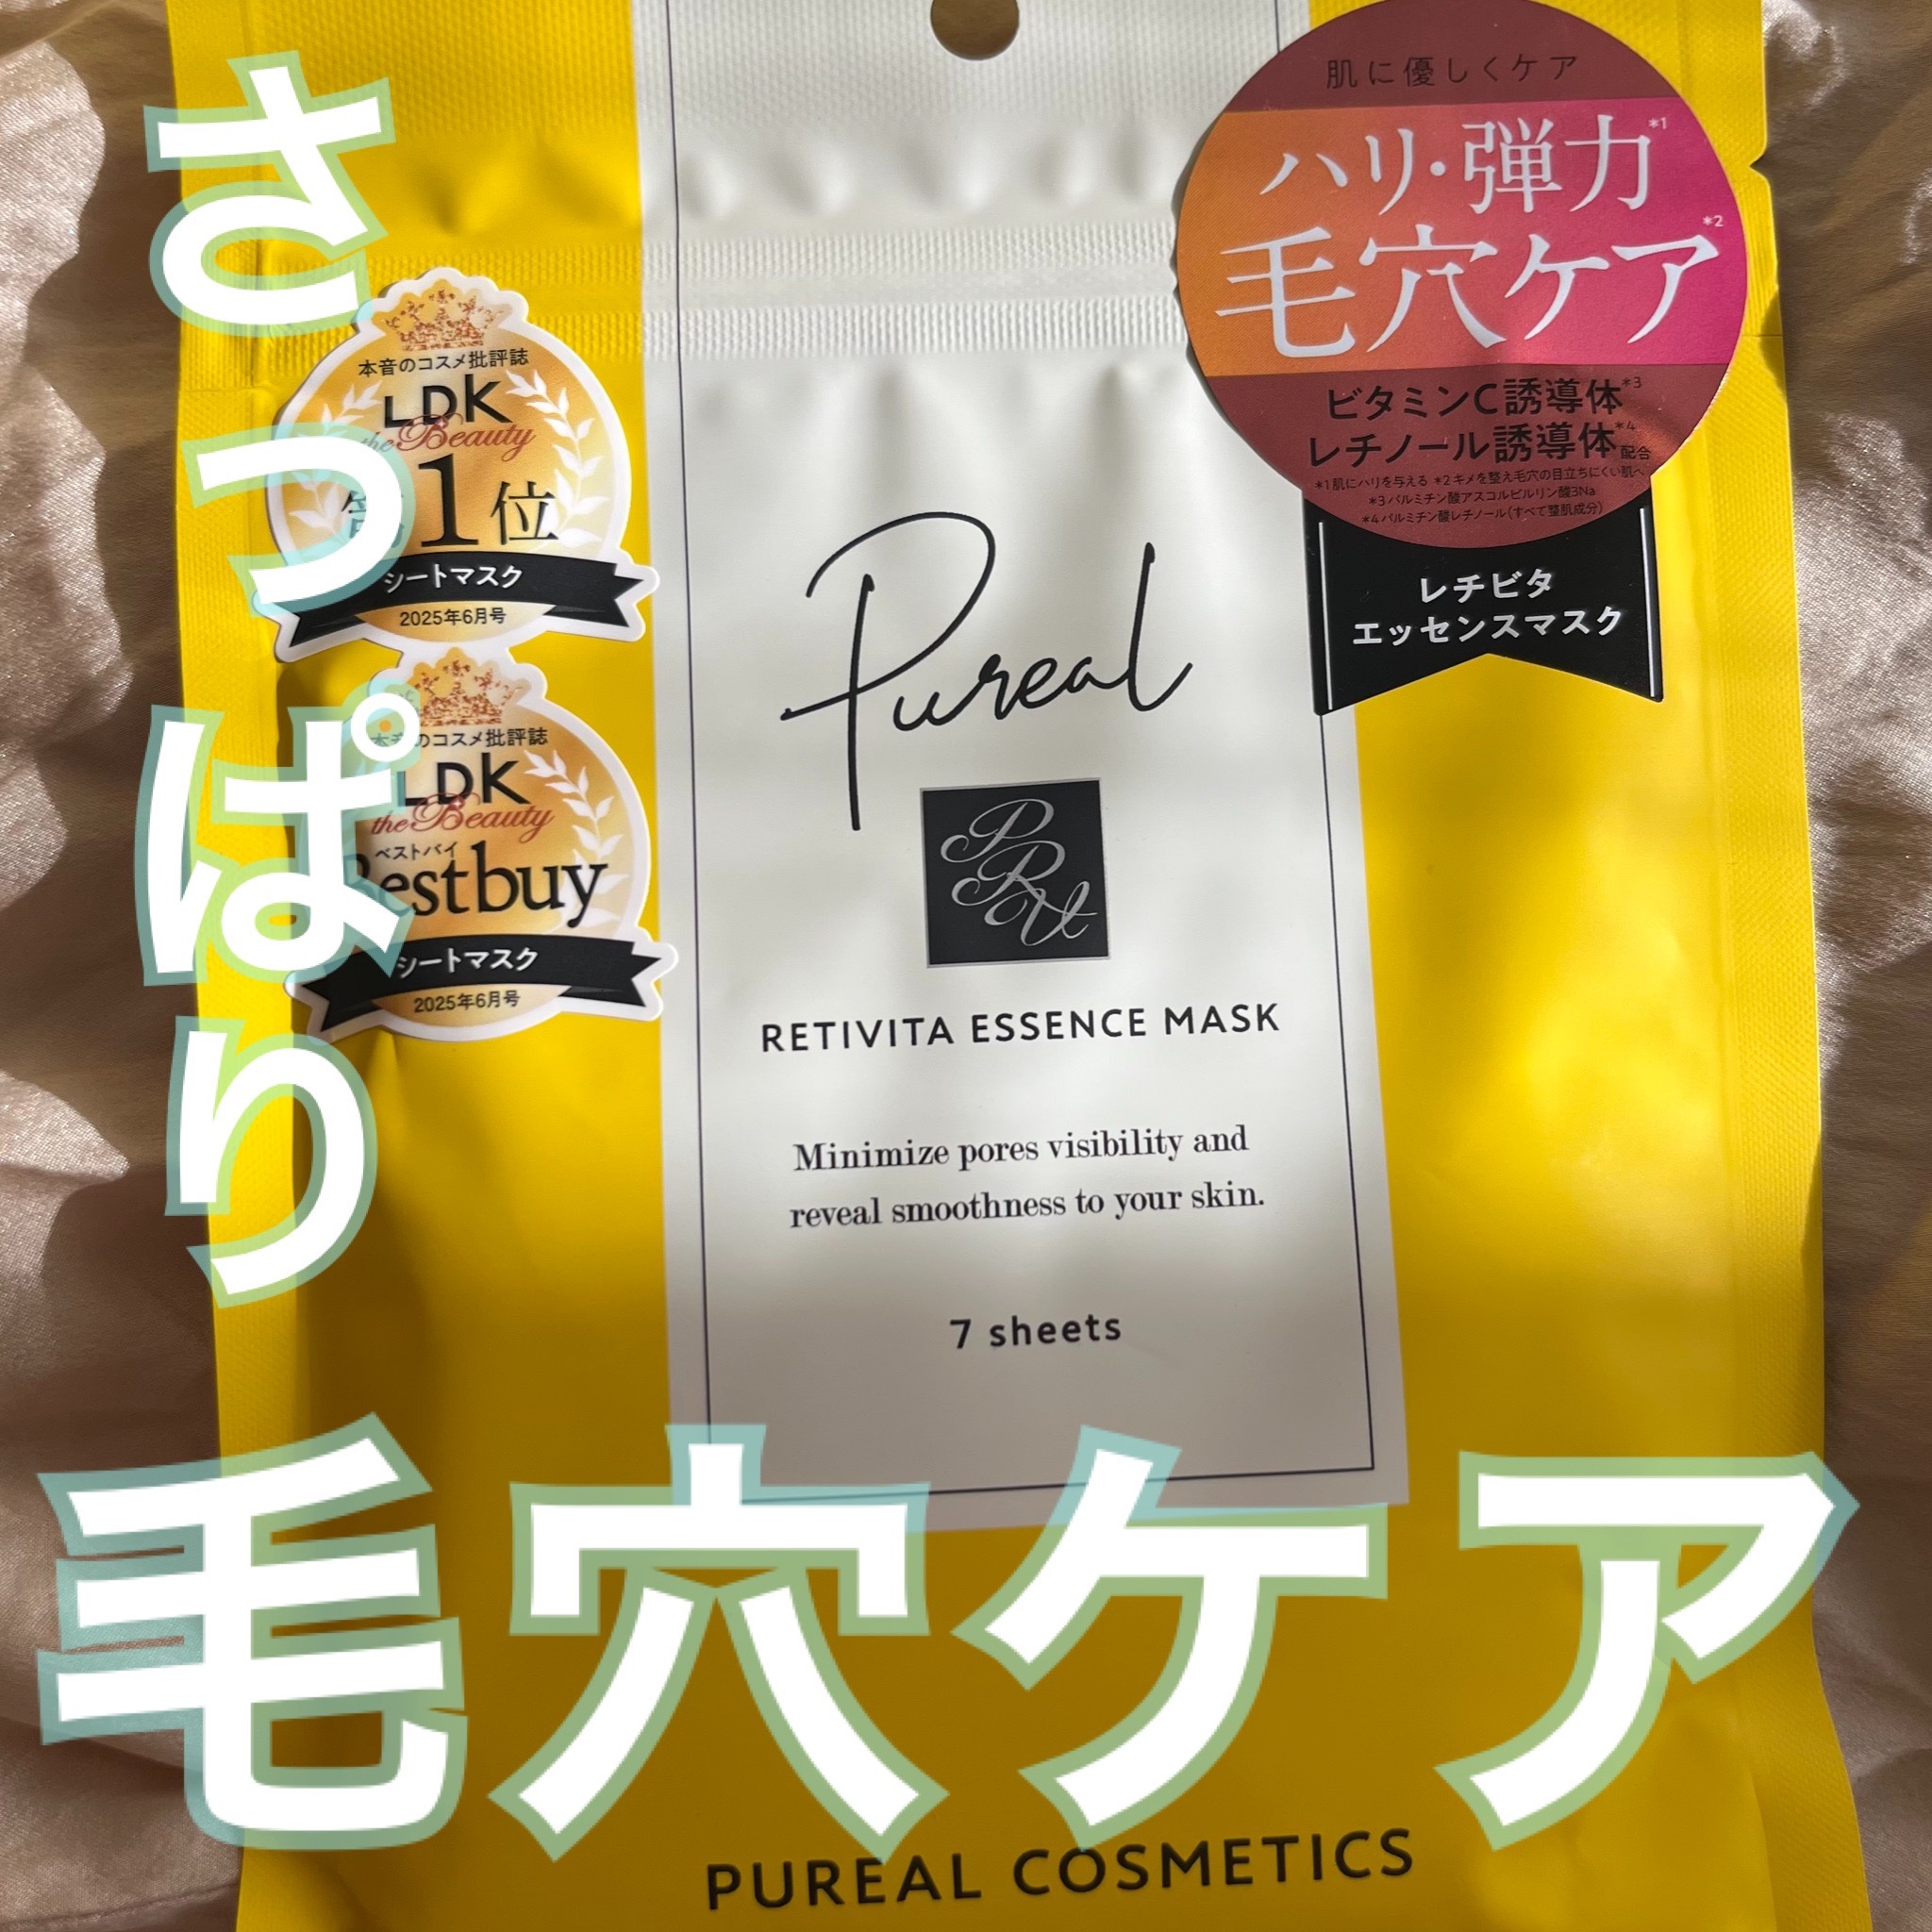 さっぱり
毛穴ケア
肌に優しくケア
ハリ・弾力*1
毛穴ケア*2
ビタミンC誘導体*3
レチノール誘導体*4配合
*1肌にハリを与える *2キメを整え毛穴の目立ちにくい肌へ
*3パルミチン酸アスコルビルリン酸3Na
*4パルミチン酸レチノール(すべて整肌成分)
レチビタ
エッセンスマスク
本音のコスメ批評誌
LDK
the Beauty
第1位
シートマスク
2025年6月号
本音のコスメ批評誌
LDK
the Beauty
ベストバイ
Bestbuy
シートマスク
2025年6月号
Pureal
PRU
RETIVITA ESSENCE MASK
Minimize pores visibility and
reveal smoothness to your skin.
7 sheets
PUREAL COSMETICS